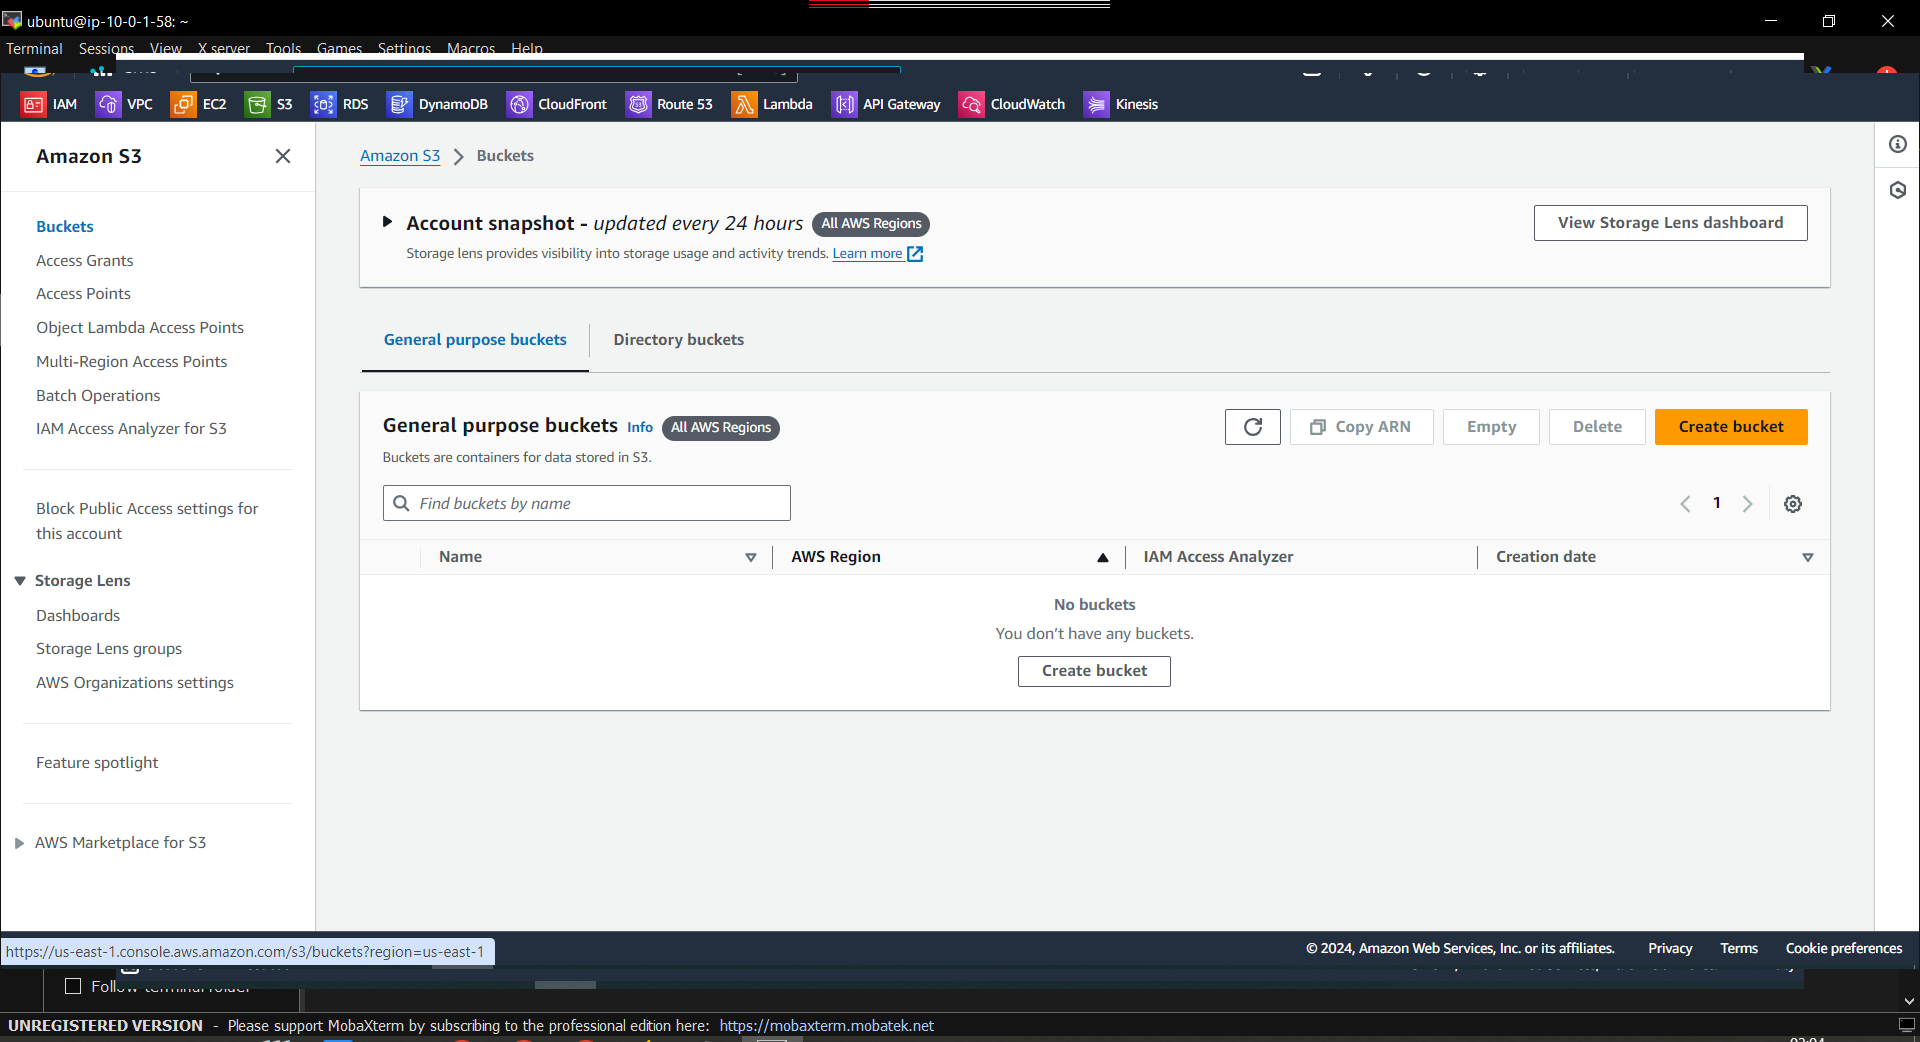 ubuntu@ip-10-0-1-58: ~
Terminal Sessions View X server Tools Games Settings Macros Help
IAM VPC EC2 S3 RDS DynamoDB CloudFront Route 53 Lambda API Gateway CloudWatch Kinesis
Amazon S3
Buckets
Access Grants
Access Points
Object Lambda Access Points
Multi-Region Access Points
Batch Operations
IAM Access Analyzer for S3
Block Public Access settings for
this account
Storage Lens
Dashboards
Storage Lens groups
AWS Organizations settings
Feature spotlight
AWS Marketplace for S3
Amazon S3 Buckets
Account snapshot - updated every 24 hours All AWS Regions
View Storage Lens dashboard
Storage lens provides visibility into storage usage and activity trends. Learn more
General purpose buckets Directory buckets
General purpose buckets Info All AWS Regions
Copy ARN Empty Delete Create bucket
Buckets are containers for data stored in S3.
Find buckets by name
1
Name AWS Region IAM Access Analyzer Creation date
No buckets
You don’t have any buckets.
Create bucket
https://us-east-1.console.aws.amazon.com/s3/buckets?region=us-east-1
© 2024, Amazon Web Services, Inc. or its affiliates. Privacy Terms Cookie preferences
Follow terminal folder
UNREGISTERED VERSION - Please support MobaXterm by subscribing to the professional edition here: https://mobaxterm.mobatek.net